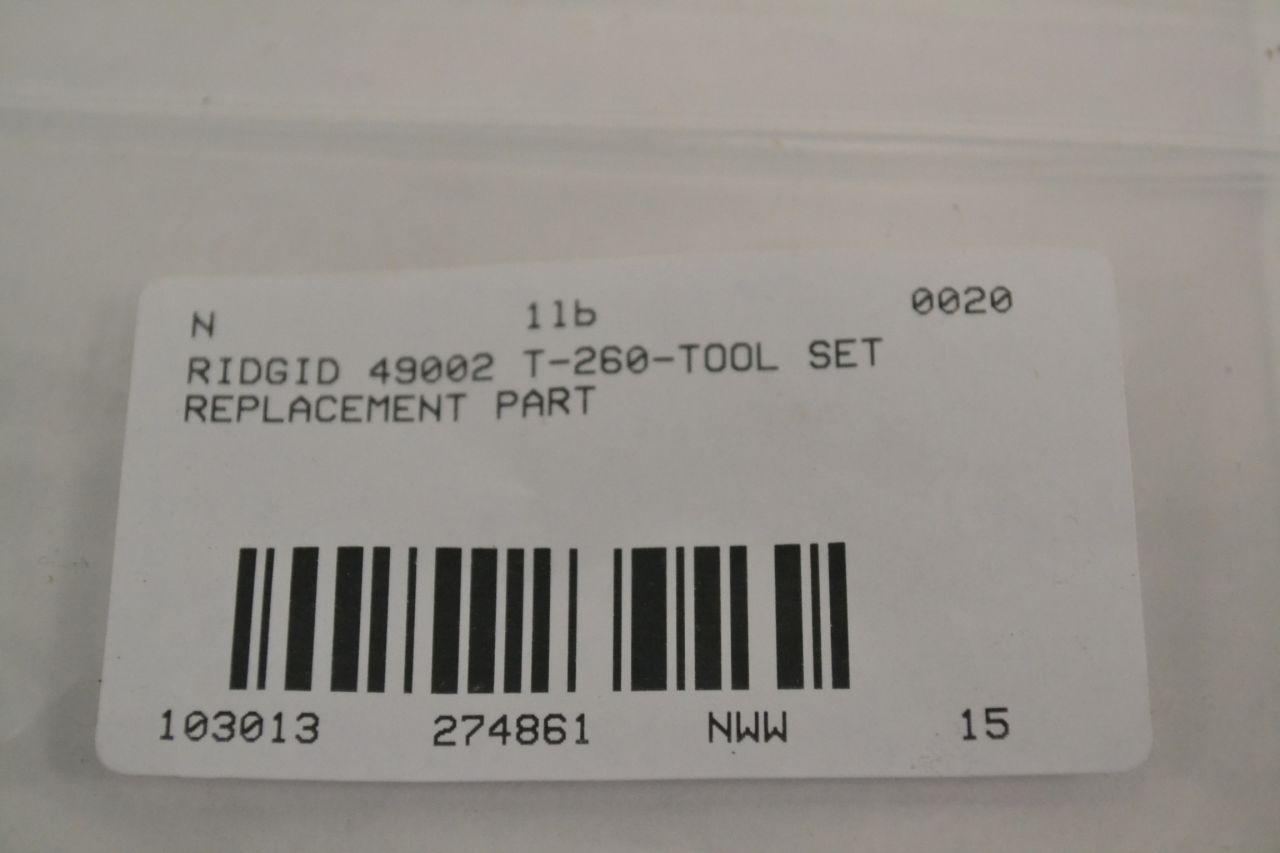 N 1lb 0020
RIDGID 49002 T-260-TOOL SET
REPLACEMENT PART
103013 274861 NWW 15